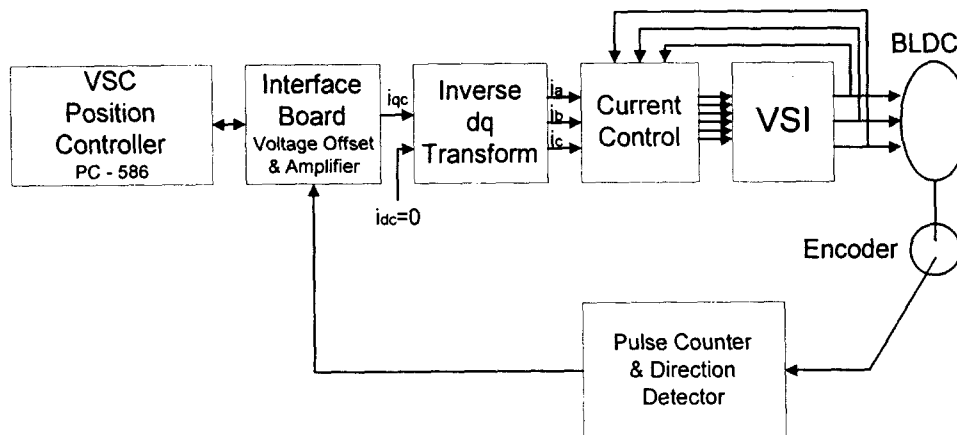 VSC
Position
Controller
PC - 586
Interface
Board
Voltage Offset
& Amplifier
iqc
idc=0
Inverse
dq
Transform
ia
ib
ic
Current
Control
VSI
BLDC
Encoder
Pulse Counter
& Direction
Detector